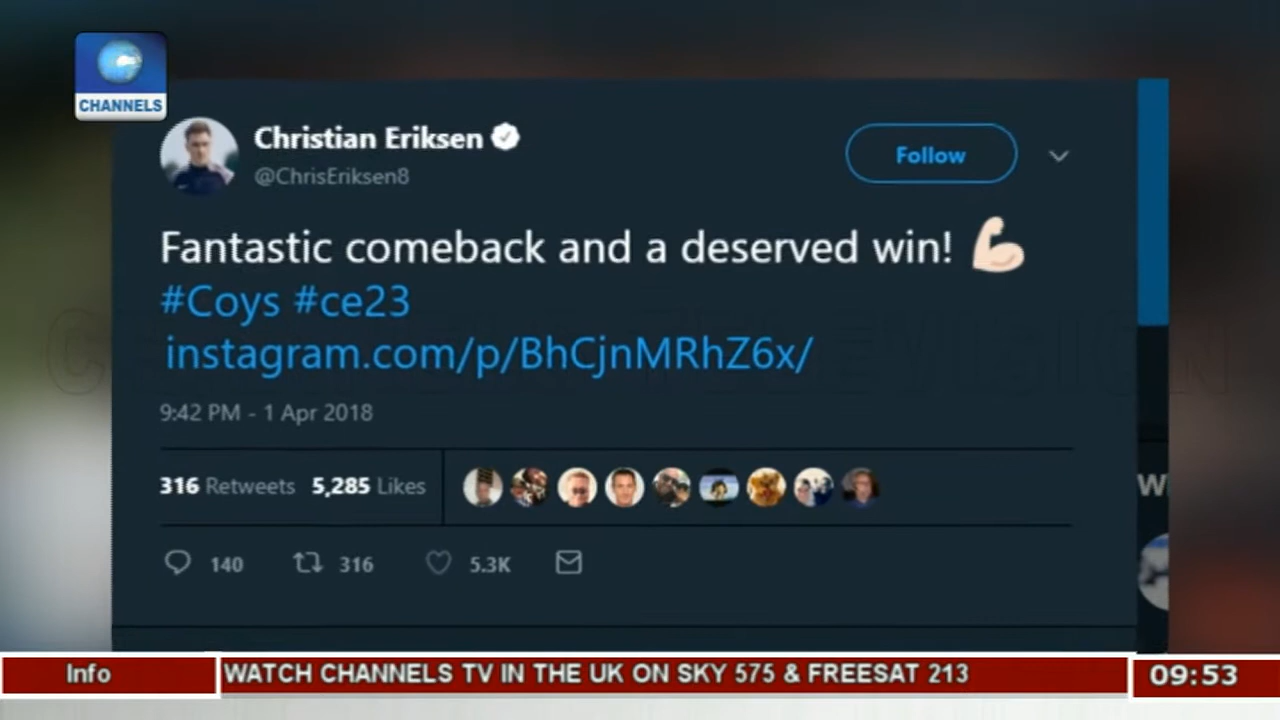 CHANNELS
Christian Eriksen
@ChrisEriksen8
Follow
Fantastic comeback and a deserved win! 💪🏻
#Coys #ce23
instagram.com/p/BhCjnMRhZ6x/
9:42 PM - 1 Apr 2018
316 Retweets 5,285 Likes
140 316 5.3K
Info
WATCH CHANNELS TV IN THE UK ON SKY 575 & FREESAT 213
09:53